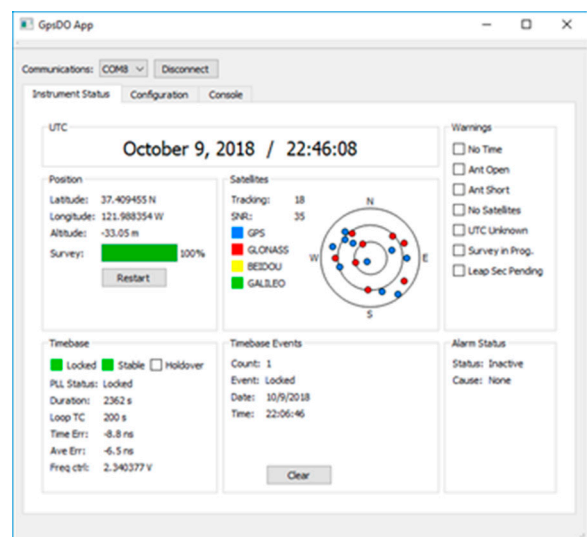 GpsDO App
Communications: COM8 Disconnect
Instrument Status Configuration Console
UTC
October 9, 2018 / 22:46:08
Position
Latitude: 37.409455 N
Longitude: 121.988354 W
Altitude: -33.05 m
Survey: 100%
Restart
Satellites
Tracking: 18
SNR: 35
GPS
GLONASS
BEIDOU
GALILEO
N
W E
S
Warnings
No Time
Ant Open
Ant Short
No Satellites
UTC Unknown
Survey in Prog.
Leap Sec Pending
Timebase
Locked Stable Holdover
PLL Status: Locked
Duration: 2362 s
Loop TC 200 s
Time Err: -8.8 ns
Ave Err: -6.5 ns
Freq ctrl: 2.340377 V
Timebase Events
Count: 1
Event: Locked
Date: 10/9/2018
Time: 22:06:46
Clear
Alarm Status
Status: Inactive
Cause: None